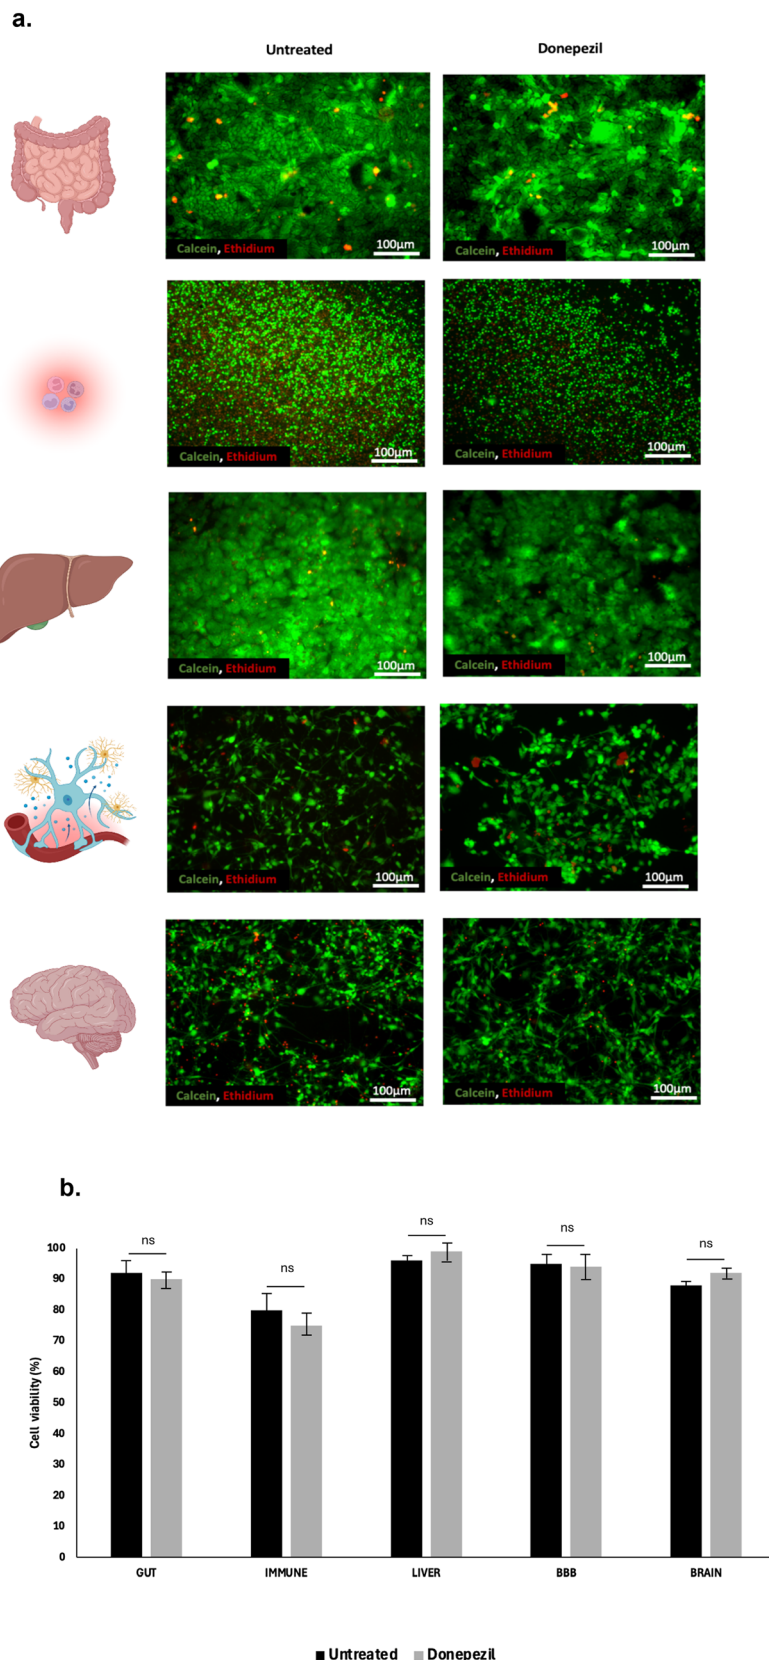 a.
Untreated Donepezil
Calcein, Ethidium 100µm
Calcein, Ethidium 100µm
Calcein, Ethidium 100µm
Calcein, Ethidium 100µm
Calcein, Ethidium 100µm
Calcein, Ethidium 100µm
Calcein, Ethidium 100µm
Calcein, Ethidium 100µm
Calcein, Ethidium 100µm
Calcein, Ethidium 100µm
b.
ns
ns
ns
ns
ns
Cell viability (%)
100
90
80
70
60
50
40
30
20
10
0
GUT IMMUNE LIVER BBB BRAIN
Untreated Donepezil